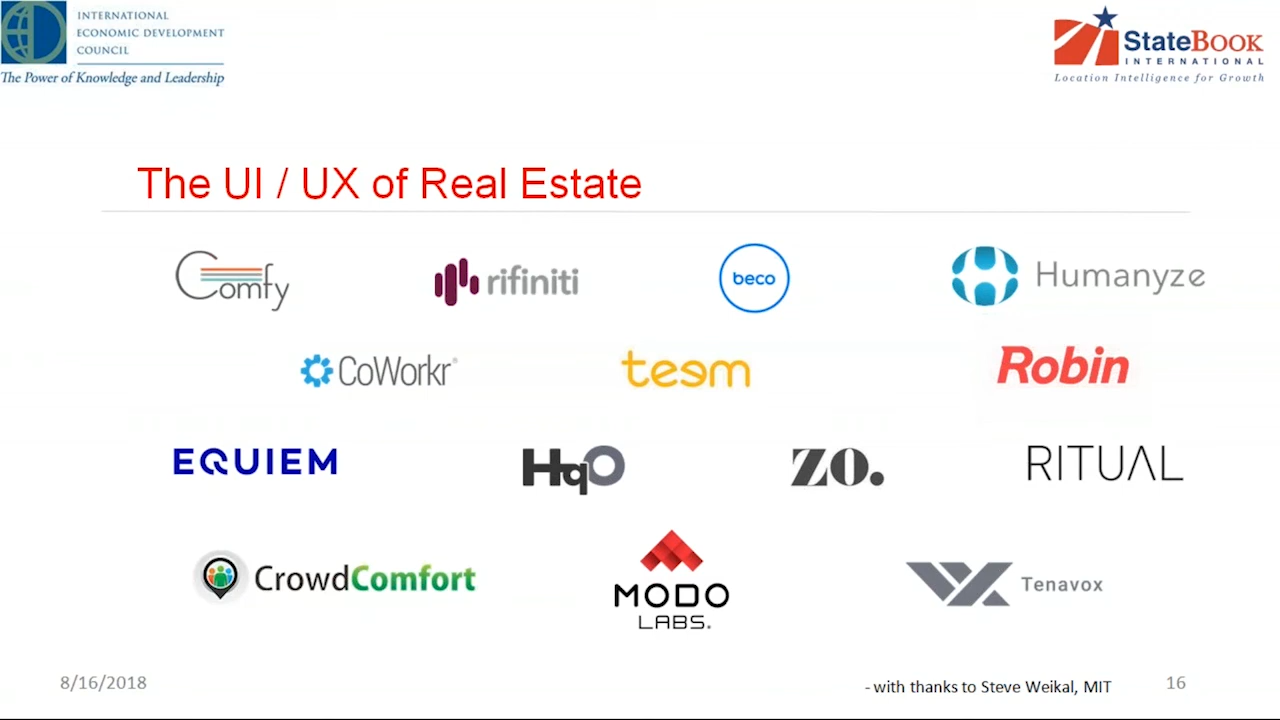 INTERNATIONAL
ECONOMIC DEVELOPMENT
COUNCIL
The Power of Knowledge and Leadership
StateBook
INTERNATIONAL
Location Intelligence for Growth
The UI / UX of Real Estate
Comfy
rifiniti
beco
Humanyze
CoWorkr®
teem
Robin
EQUIEM
HqO
ZO.
RITUAL
CrowdComfort
MODO
LABS.
Tenavox
8/16/2018
- with thanks to Steve Weikal, MIT
16